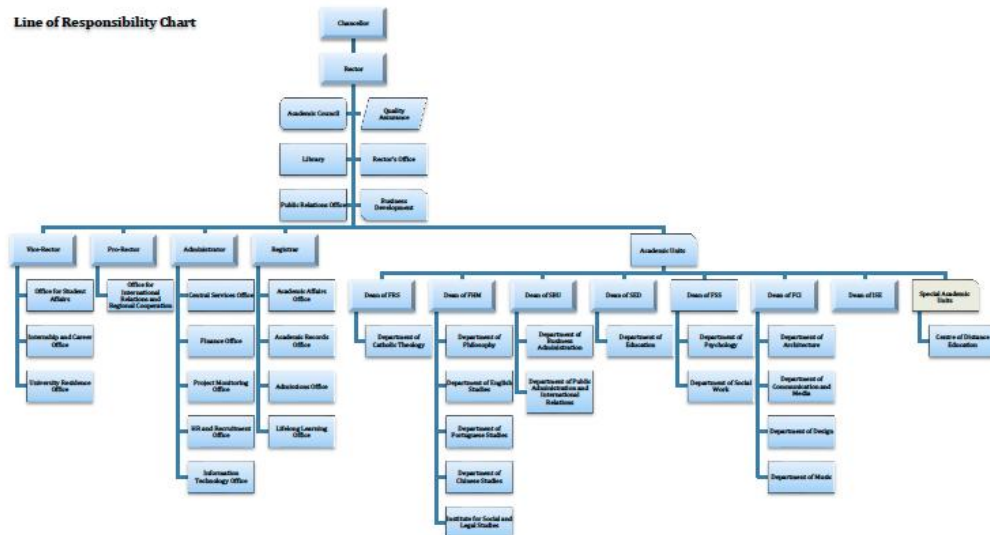 Line of Responsibility Chart
Chancellor
Rector
Academic Council
Quality
Assurance
Library
Rector's Office
Public Relations Office
Business
Development
Vice-Rector
Pro-Rector
Administrator
Registrar
Academic
Units
Office for Student
Affairs
Internship and Career
Office
University Residence
Office
Office for
International
Relations and
Regional Cooperation
Central Services Office
Finance Office
Project Monitoring
Office
HR and Recruitment
Office
Information
Technology Office
Academic Affairs
Office
Academic Records
Office
Admissions Office
Lifelong Learning
Office
Dean of FRS
Department of
Catholic Theology
Dean of FHM
Department of
Philosophy
Department of English
Studies
Department of
Portuguese Studies
Department of
Chinese Studies
Institute for Social and
Legal Studies
Dean of SBU
Department of
Business
Administration
Department of Public
Administration and
International
Relations
Dean of SED
Department of
Education
Dean of FSS
Department of
Psychology
Department of Social
Work
Dean of FCI
Department of
Architecture
Department of
Communication and
Media
Department of Design
Department of Music
Dean of ISE
Special Academic
Units
Centre of Distance
Education